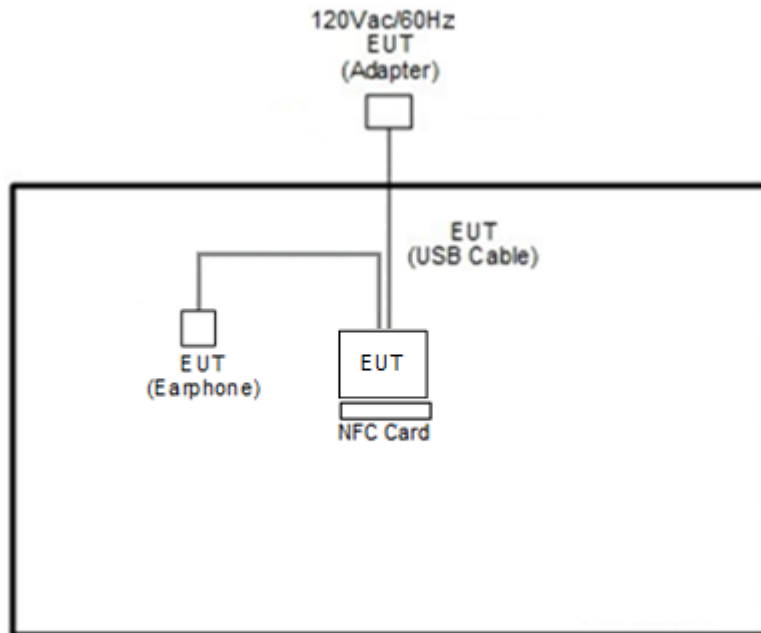 120Vac/60Hz
EUT
(Adapter)
EUT
(USB Cable)
EUT
(Earphone)
EUT
NFC Card